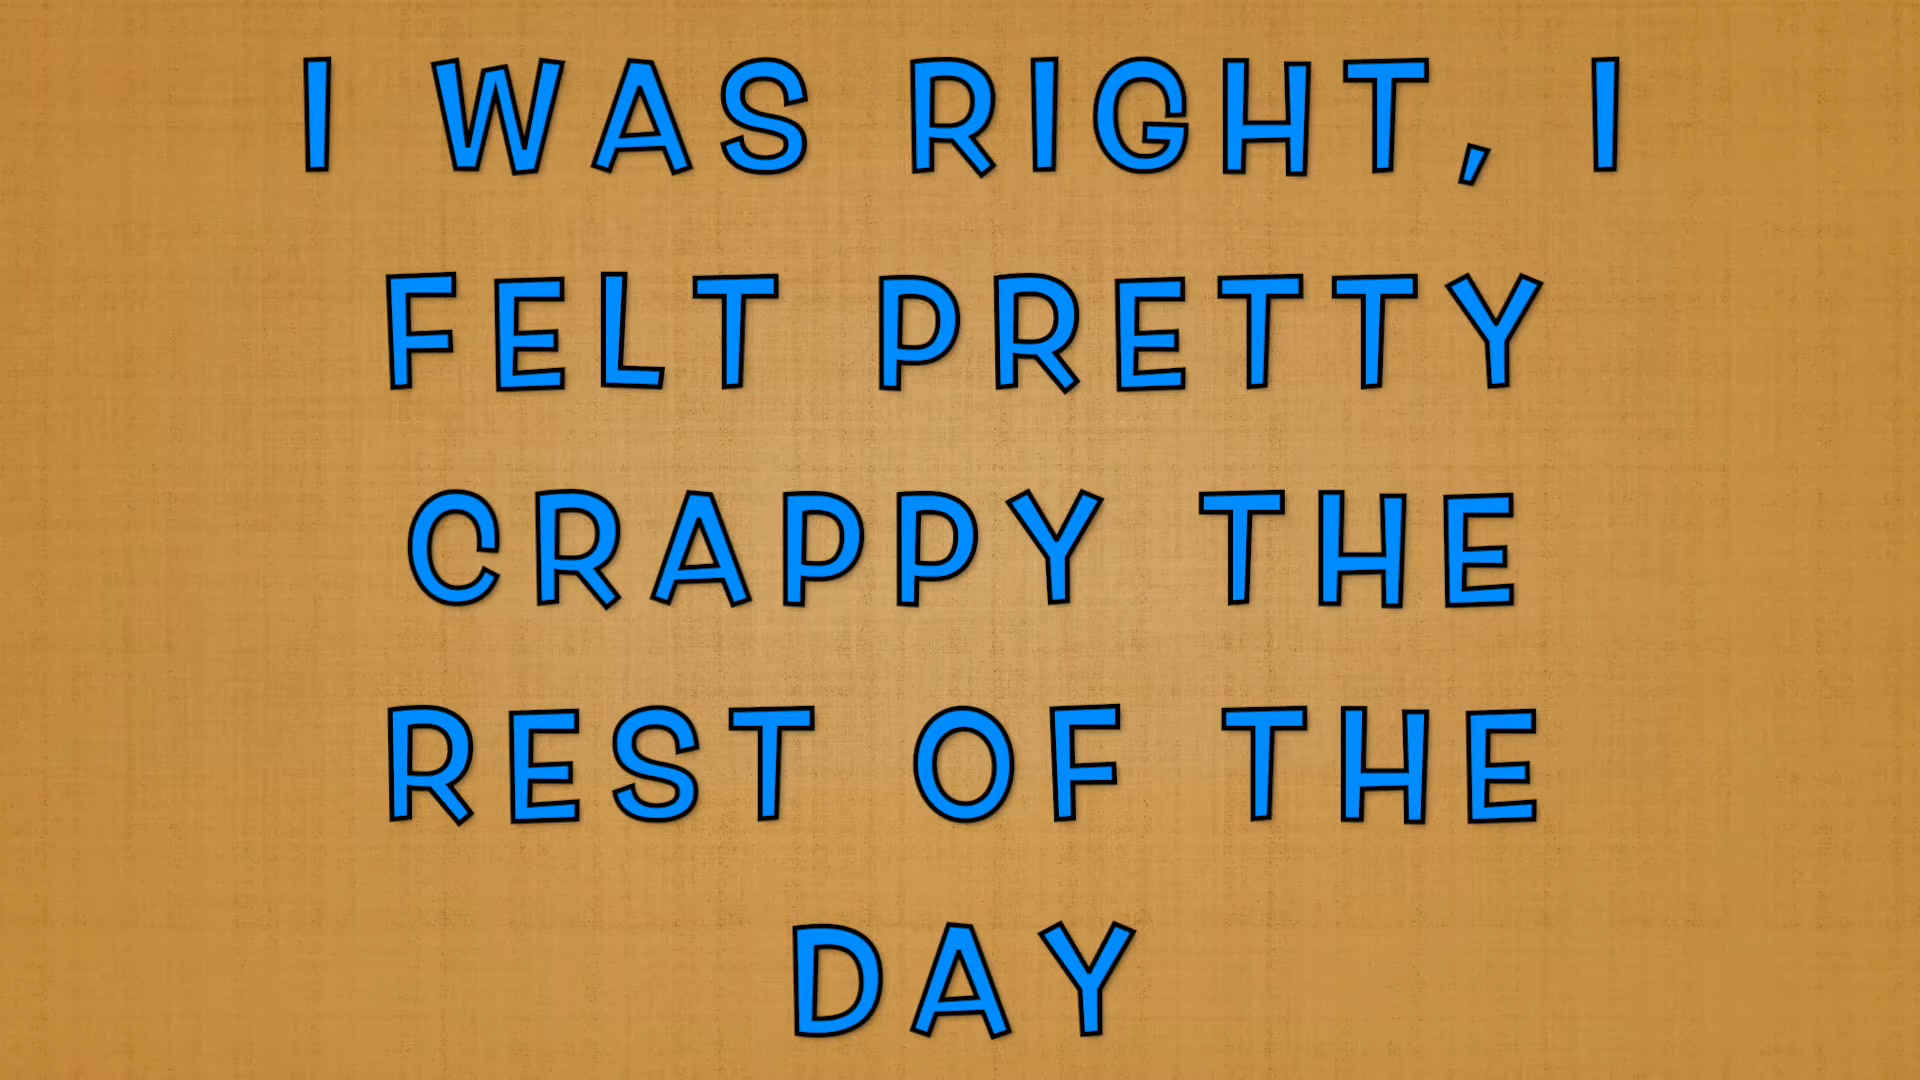 I WAS RIGHT, I
FELT PRETTY
CRAPPY THE
REST OF THE
DAY